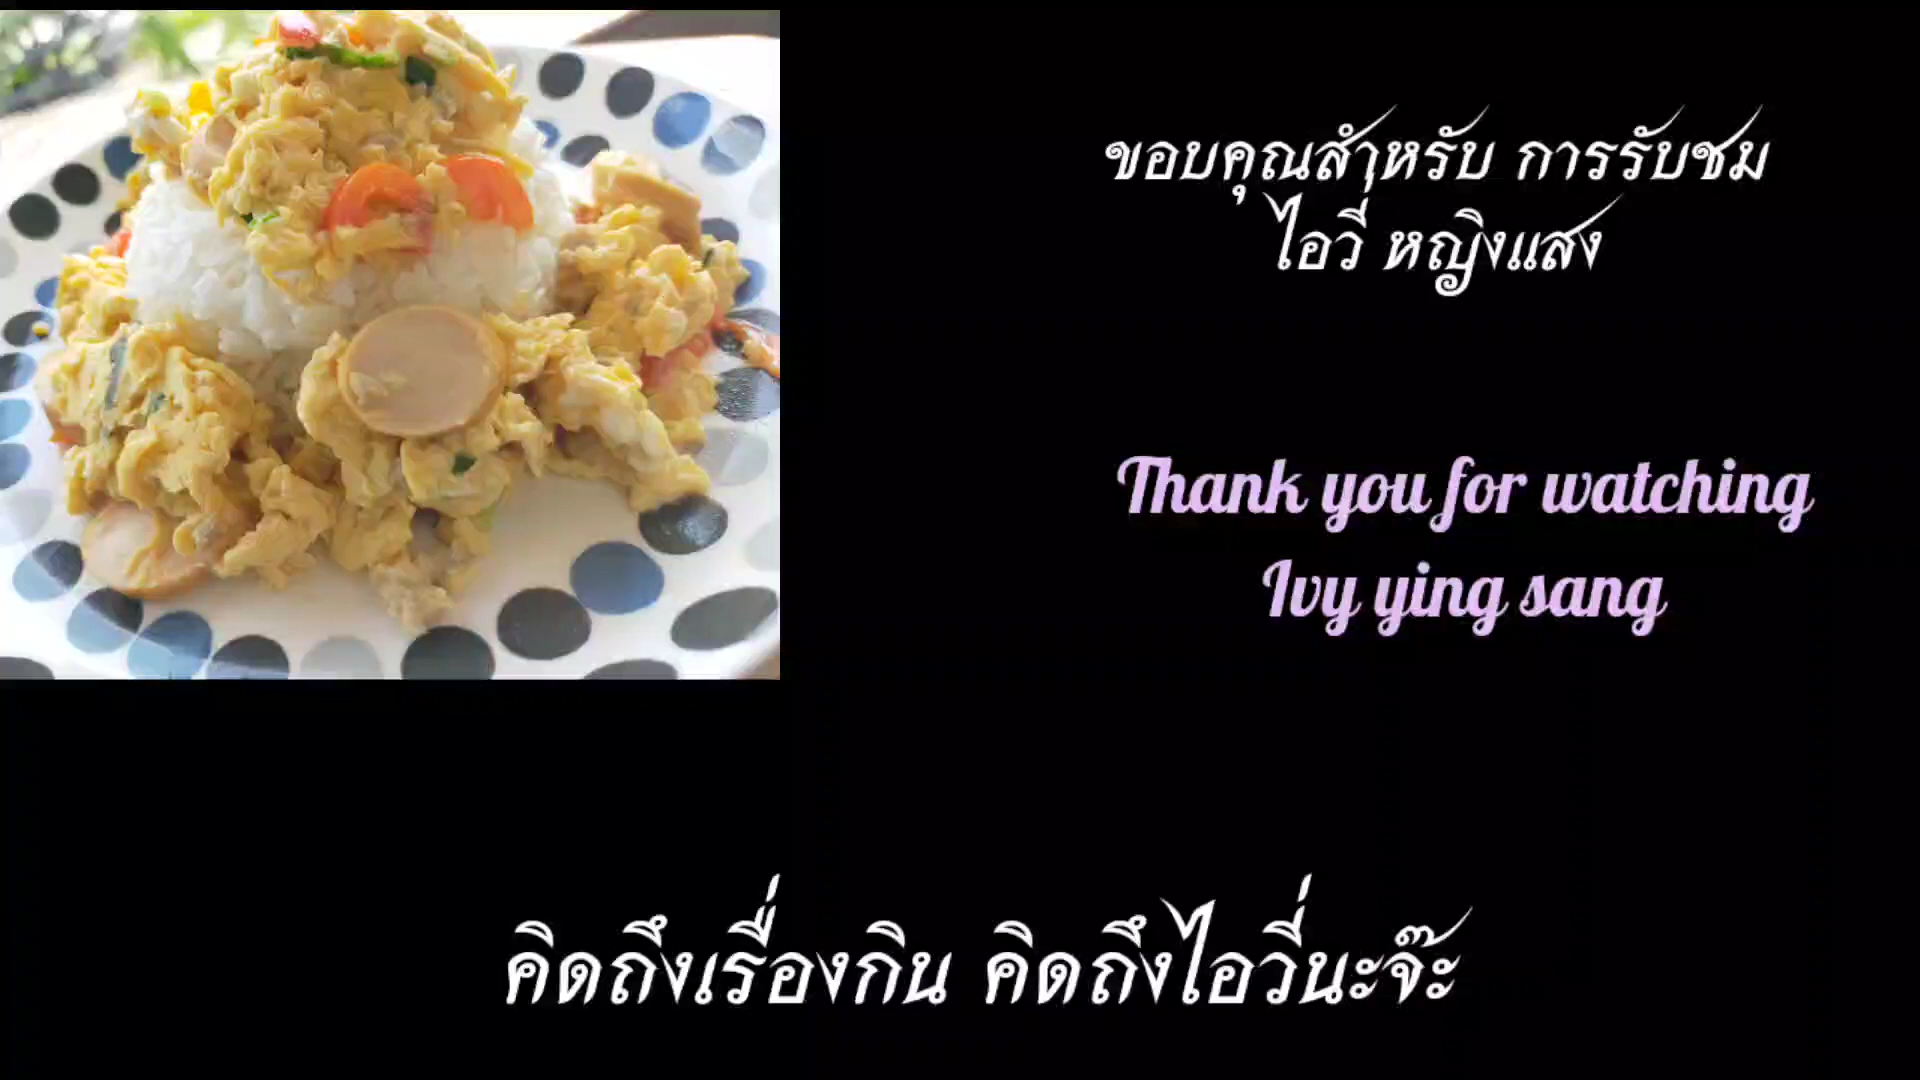 ขอบคุณสำหรับ การรับชม
ไอวี่ หญิงแสง
Thank you for watching
Ivy ying sang
คิดถึงเรื่องกิน คิดถึงไอวี่นะจ๊ะ